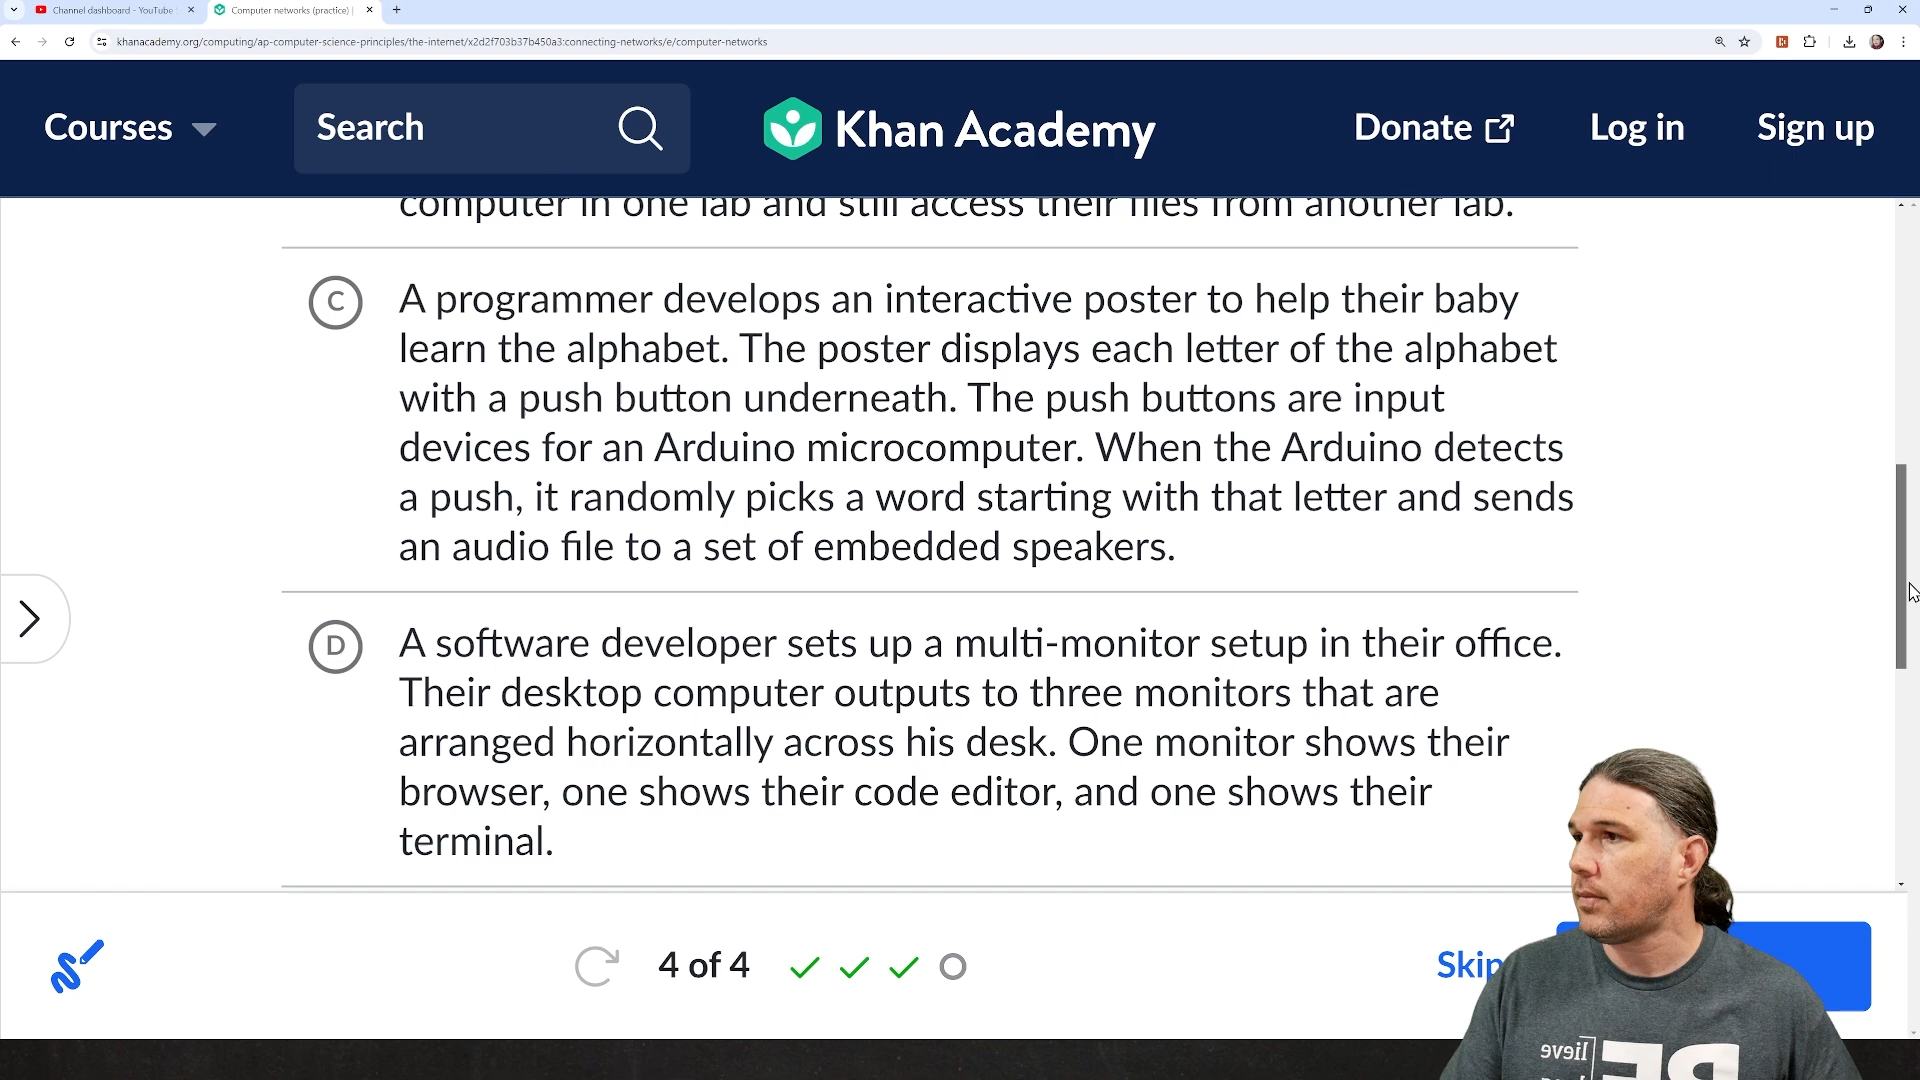 Channel dashboard - YouTube
Computer networks (practice) |
khanacademy.org/computing/ap-computer-science-principles/the-internet/x2d2f703b37b450a3:connecting-networks/e/computer-networks
Courses
Search
Khan Academy
Donate
Log in
Sign up
computer in one lab and still access their files from another lab.
C
A programmer develops an interactive poster to help their baby
learn the alphabet. The poster displays each letter of the alphabet
with a push button underneath. The push buttons are input
devices for an Arduino microcomputer. When the Arduino detects
a push, it randomly picks a word starting with that letter and sends
an audio file to a set of embedded speakers.
D
A software developer sets up a multi-monitor setup in their office.
Their desktop computer outputs to three monitors that are
arranged horizontally across his desk. One monitor shows their
browser, one shows their code editor, and one shows their
terminal.
4 of 4
Skip
lieve
BE